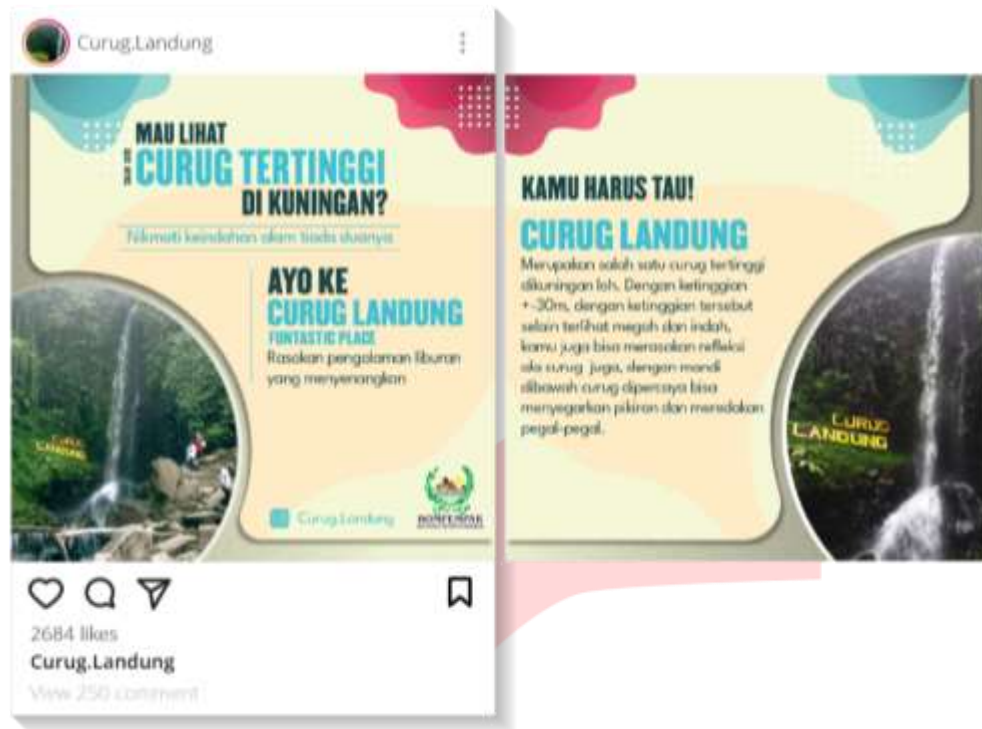 Curug.Landung
MAU LIHAT
CURUG TERTINGGI
DI KUNINGAN?
Nikmati keindahan alam tiada duanya
AYO KE
CURUG LANDUNG
FUNTASTIC PLACE
Rasakan pengalaman liburan
yang menyenangkan
CURUG
LANDUNG
Curug.Landung
2684 likes
Curug.Landung
View 250 comment
KAMU HARUS TAU!
CURUG LANDUNG
Merupakan salah satu curug tertinggi
dikuningan loh. Dengan ketinggian
+-30m, dengan ketinggian tersebut
selain terlihat megah dan indah,
kamu juga bisa merasakan refleksi
ala curug juga, dengan mandi
dibawah curug dipercaya bisa
menyegarkan pikiran dan meredakan
pegal-pegal.
CURUG
LANDUNG